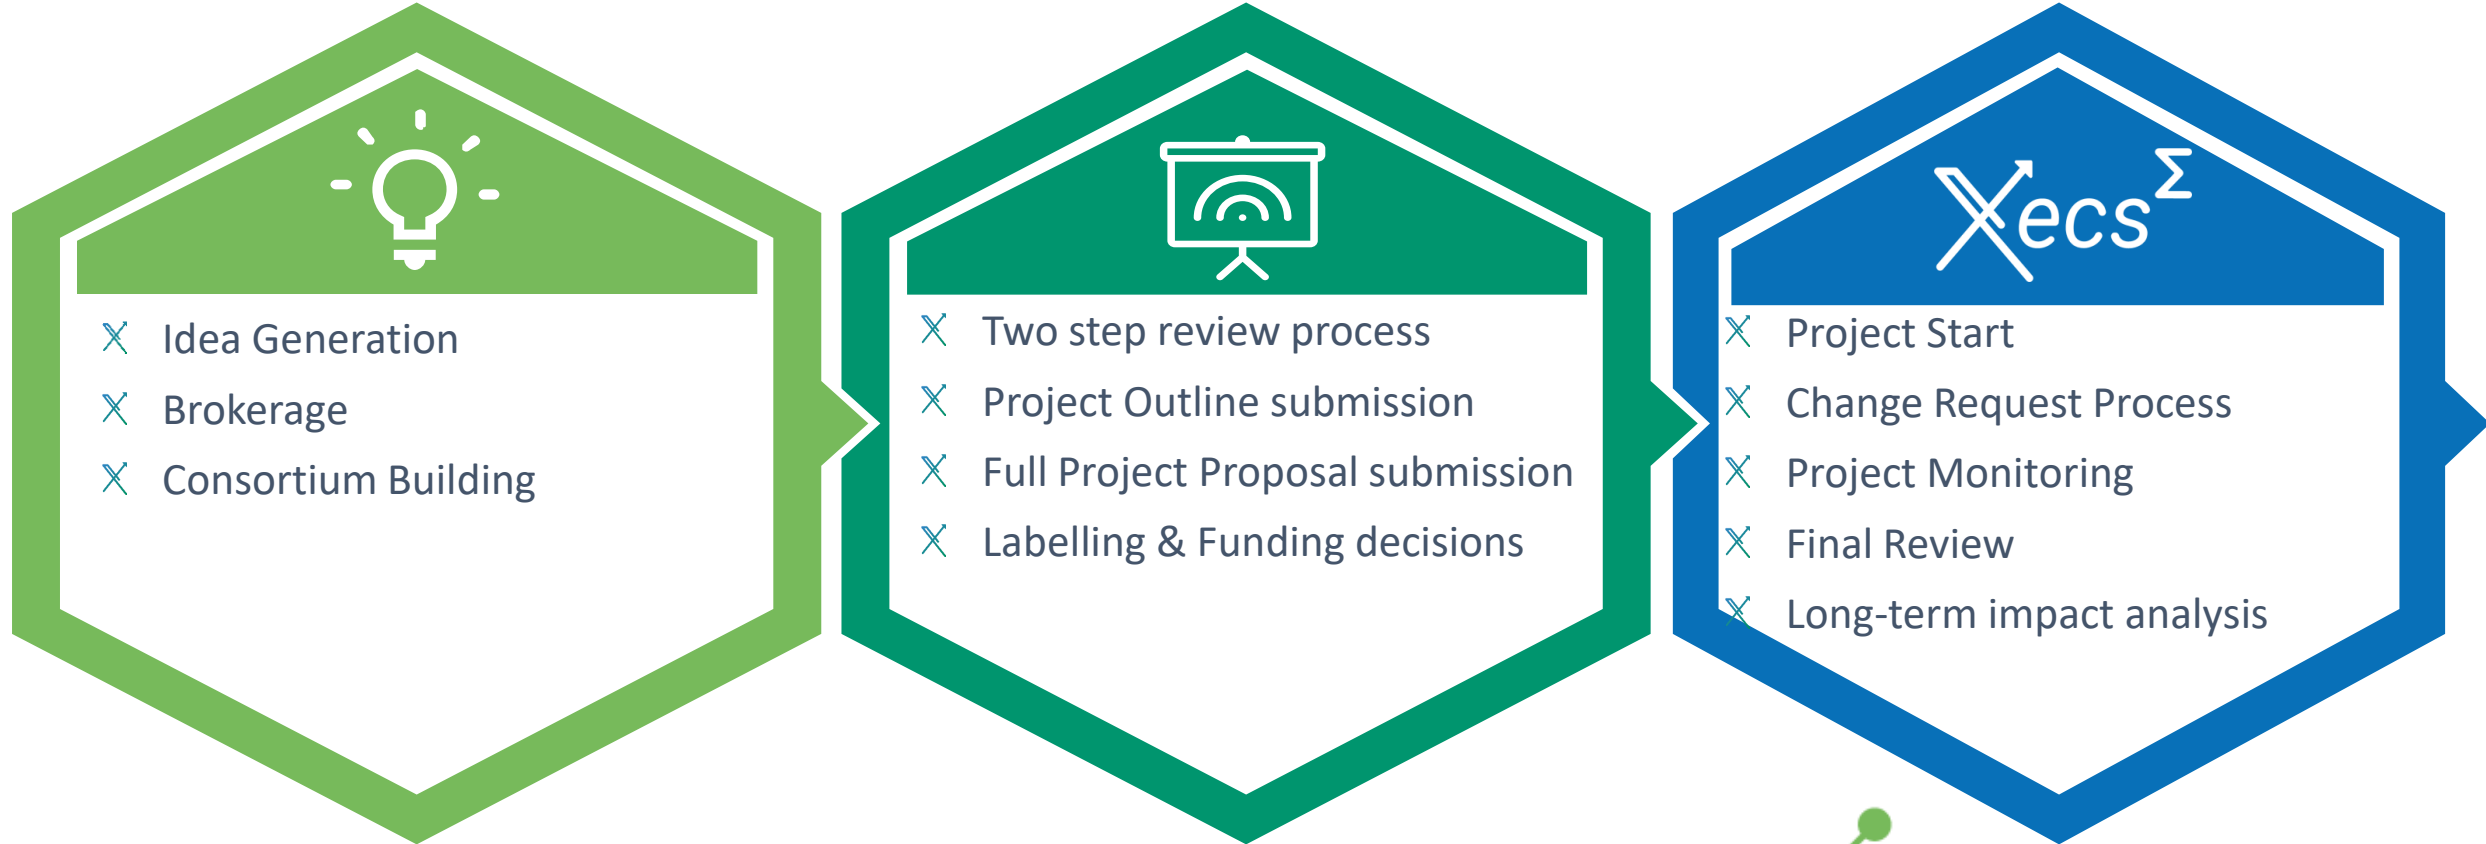 Idea Generation
Brokerage
Consortium Building
Two step review process
Project Outline submission
Full Project Proposal submission
Labelling & Funding decisions
Xecs Σ
Project Start
Change Request Process
Project Monitoring
Final Review
Long-term impact analysis